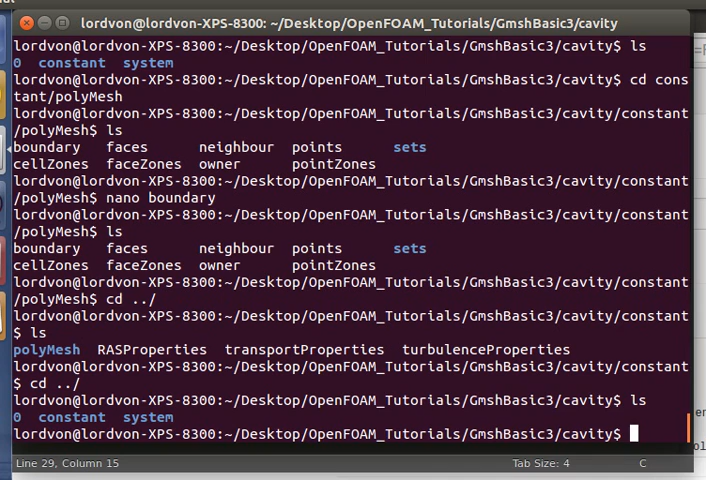 lordvon@lordvon-XPS-8300: ~/Desktop/OpenFOAM_Tutorials/GmshBasic3/cavity
lordvon@lordvon-XPS-8300:~/Desktop/OpenFOAM_Tutorials/GmshBasic3/cavity$ ls
0  constant  system
lordvon@lordvon-XPS-8300:~/Desktop/OpenFOAM_Tutorials/GmshBasic3/cavity$ cd cons
tant/polyMesh
lordvon@lordvon-XPS-8300:~/Desktop/OpenFOAM_Tutorials/GmshBasic3/cavity/constant
/polyMesh$ ls
boundary   faces      neighbour  points      sets
cellZones  faceZones  owner      pointZones
lordvon@lordvon-XPS-8300:~/Desktop/OpenFOAM_Tutorials/GmshBasic3/cavity/constant
/polyMesh$ nano boundary
lordvon@lordvon-XPS-8300:~/Desktop/OpenFOAM_Tutorials/GmshBasic3/cavity/constant
/polyMesh$ ls
boundary   faces      neighbour  points      sets
cellZones  faceZones  owner      pointZones
lordvon@lordvon-XPS-8300:~/Desktop/OpenFOAM_Tutorials/GmshBasic3/cavity/constant
/polyMesh$ cd ../
lordvon@lordvon-XPS-8300:~/Desktop/OpenFOAM_Tutorials/GmshBasic3/cavity/constant
$ ls
polyMesh  RASProperties  transportProperties  turbulenceProperties
lordvon@lordvon-XPS-8300:~/Desktop/OpenFOAM_Tutorials/GmshBasic3/cavity/constant
$ cd ../
lordvon@lordvon-XPS-8300:~/Desktop/OpenFOAM_Tutorials/GmshBasic3/cavity$ ls
0  constant  system
lordvon@lordvon-XPS-8300:~/Desktop/OpenFOAM_Tutorials/GmshBasic3/cavity$
Line 29, Column 15 Tab Size: 4 C